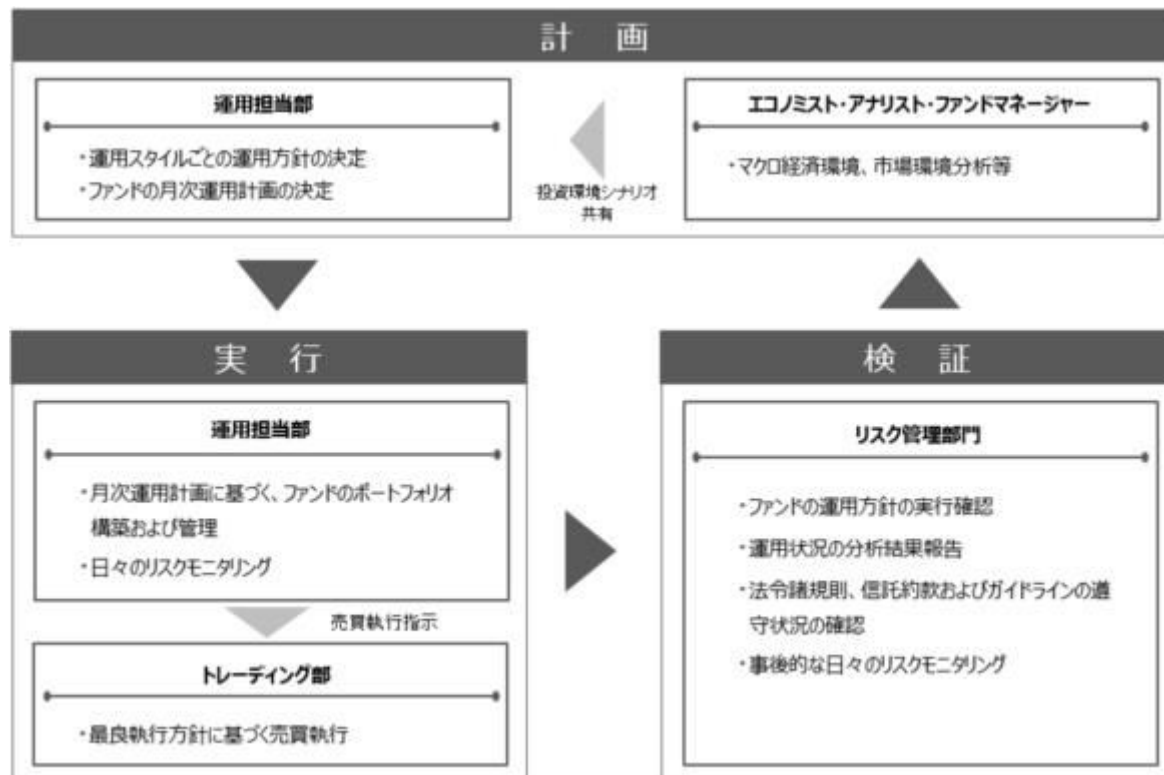 計 画
運用担当部
・運用スタイルごとの運用方針の決定
・ファンドの月次運用計画の決定
投資環境シナリオ
共有
エコノミスト・アナリスト・ファンドマネージャー
・マクロ経済環境、市場環境分析等
実 行
運用担当部
・月次運用計画に基づく、ファンドのポートフォリオ
構築および管理
・日々のリスクモニタリング
売買執行指示
トレーディング部
・最良執行方針に基づく売買執行
検 証
リスク管理部門
・ファンドの運用方針の実行確認
・運用状況の分析結果報告
・法令諸規則、信託約款およびガイドラインの遵
守状況の確認
・事後的な日々のリスクモニタリング